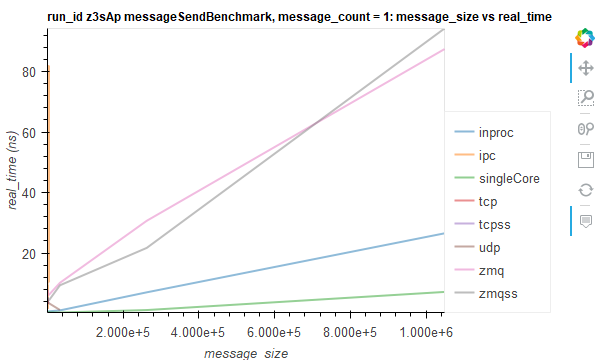 run_id z3sAp messageSendBenchmark, message_count = 1: message_size vs real_time
80
60
40
20
real_time (ns)
2.000e+5
4.000e+5
6.000e+5
8.000e+5
1.000e+6
message_size
inproc
ipc
singleCore
tcp
tcpss
udp
zmq
zmqss